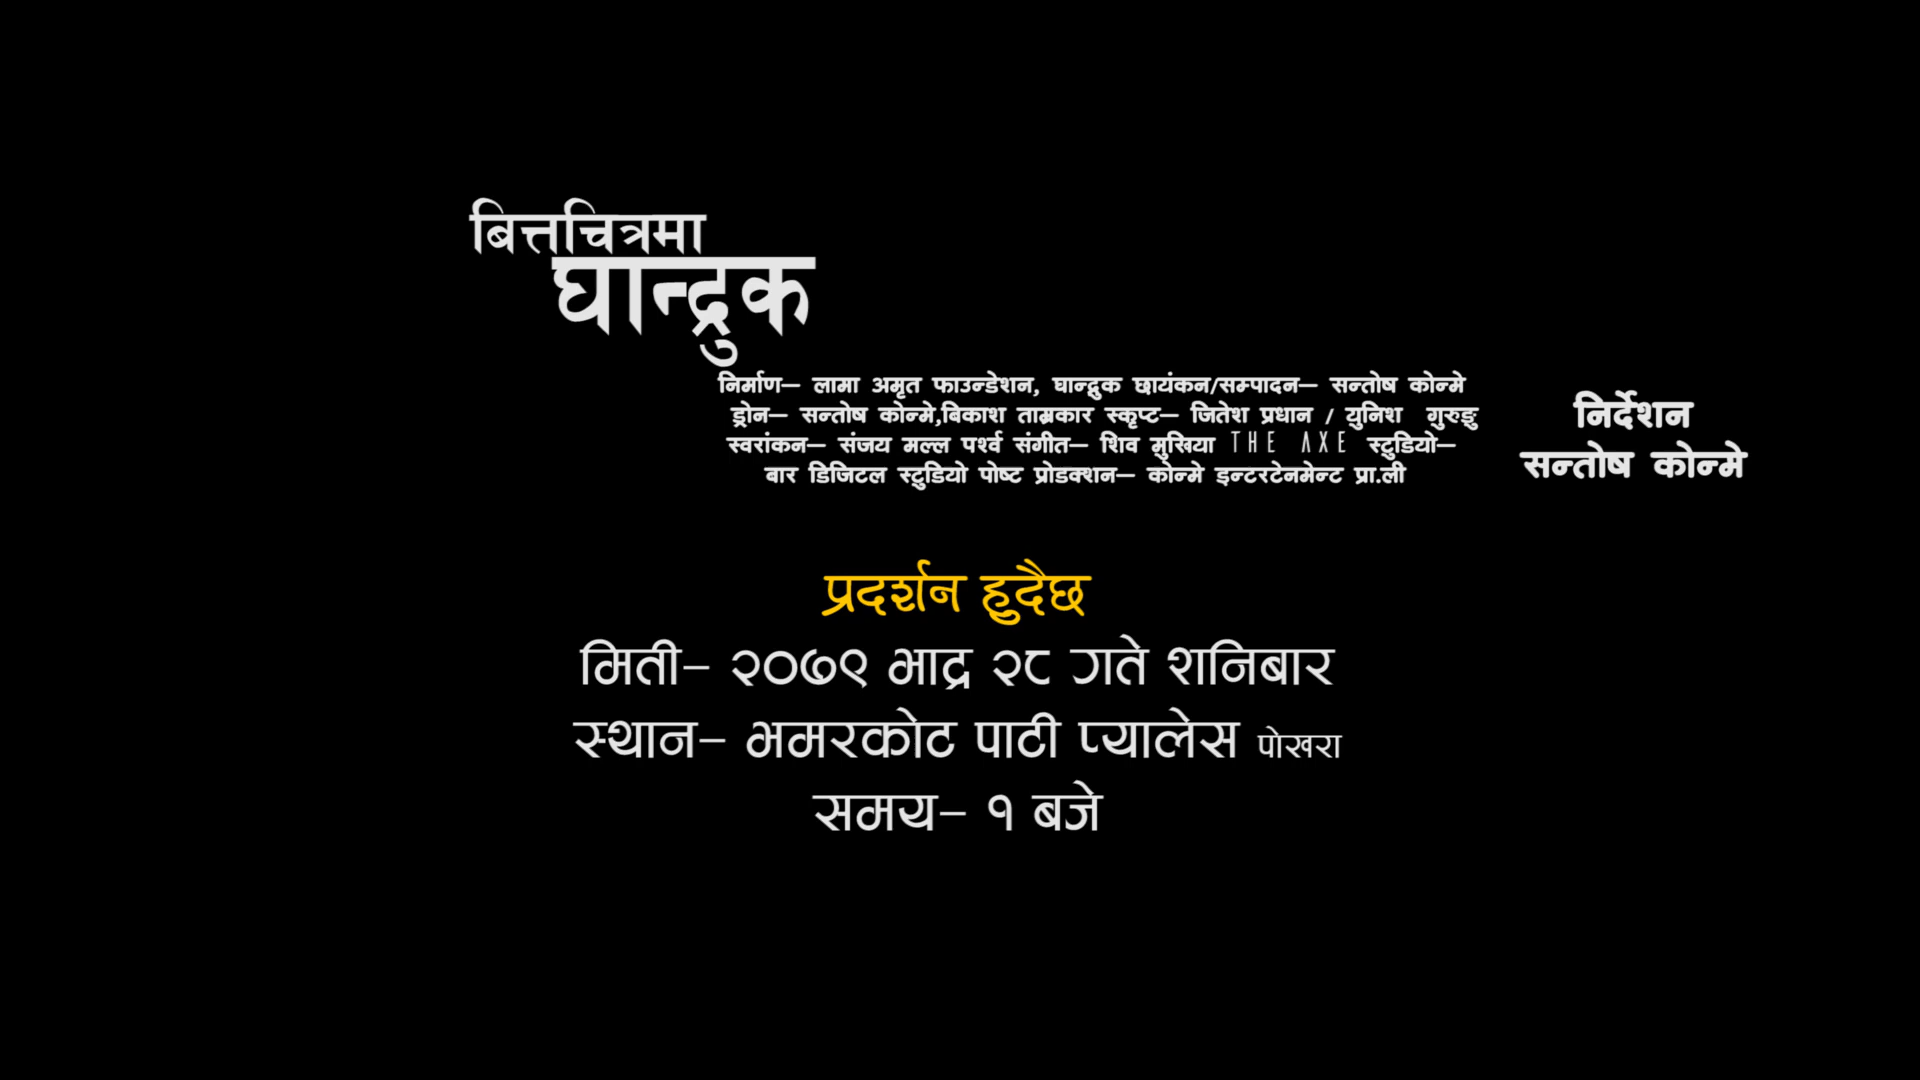 बित्तचित्रमा
घान्द्रुक
निर्माण– लामा अमृत फाउन्डेशन, घान्द्रुक छायंकन/सम्पादन– सन्तोष कोन्मे
ड्रोन– सन्तोष कोन्मे,बिकाश ताम्रकार स्कृप्ट– जितेश प्रधान / युनिश गुरुङ्
स्वरांकन– संजय मल्ल पर्श्व संगीत– शिव मुखिया THE AXE स्टुडियो–
बार डिजिटल स्टुडियो पोष्ट प्रोडक्शन– कोन्मे इन्टरटेनमेन्ट प्रा.ली
निर्देशन
सन्तोष कोन्मे
प्रदर्शन हुदैछ
मिती– २०७९ भाद्र २८ गते शनिबार
स्थान– भमरकोट पाटी प्यालेस पोखरा
समय– १ बजे